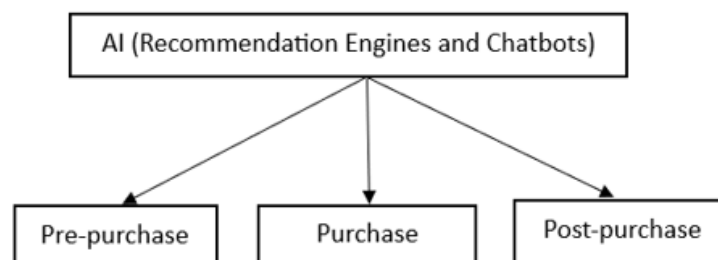 AI (Recommendation Engines and Chatbots)
Pre-purchase
Purchase
Post-purchase